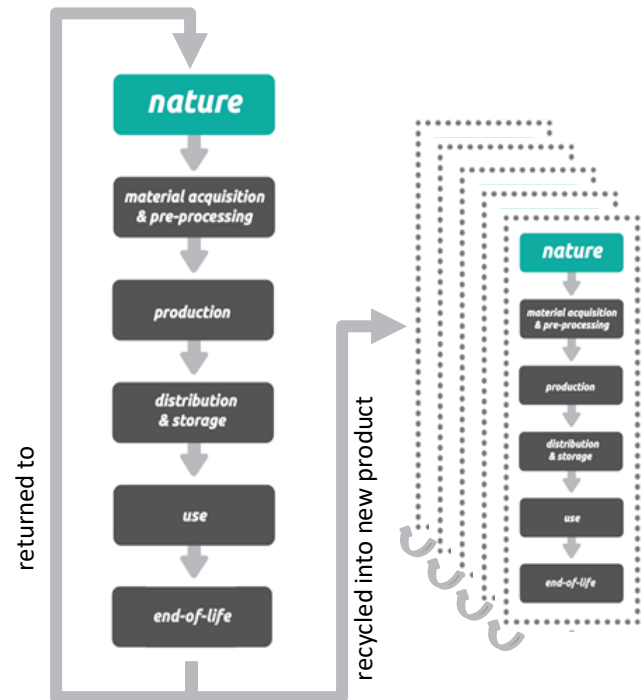 nature
material acquisition
& pre-processing
production
distribution
& storage
use
end-of-life
returned to
recycled into new product
nature
material acquisition
& pre-processing
production
distribution
& storage
use
end-of-life